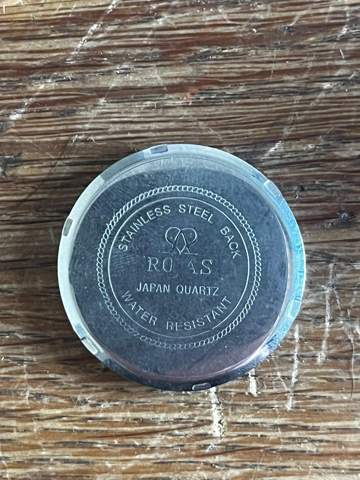 STAINLESS STEEL BACK
JAPAN QUARTZ
WATER RESISTANT